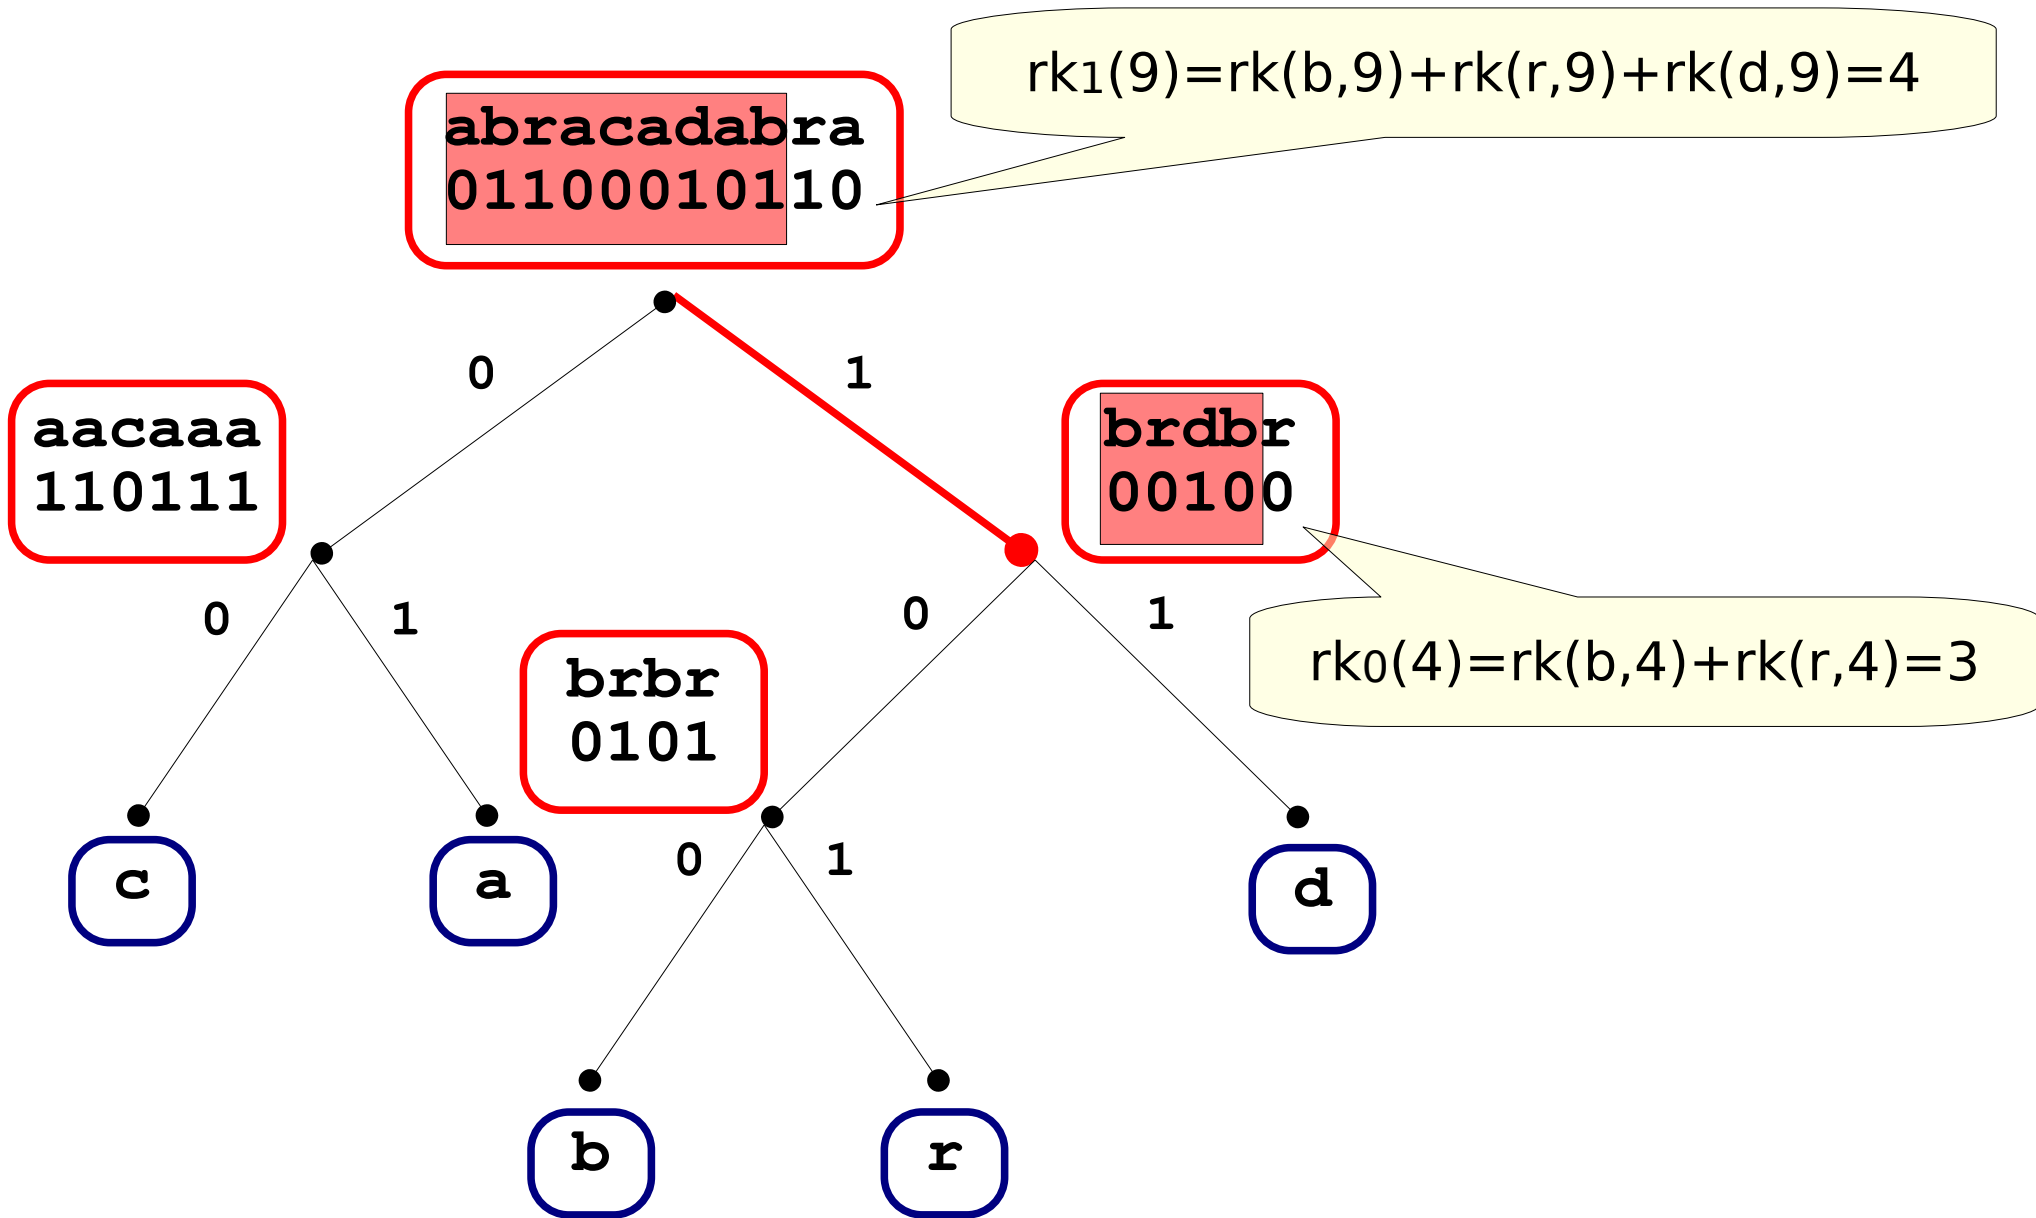 rk1(9)=rk(b,9)+rk(r,9)+rk(d,9)=4
abracadabra
01100010110
0
1
aacaaa
110111
brdbr
00100
0
1
0
1
brbr
0101
rk0(4)=rk(b,4)+rk(r,4)=3
0
1
c
a
d
b
r